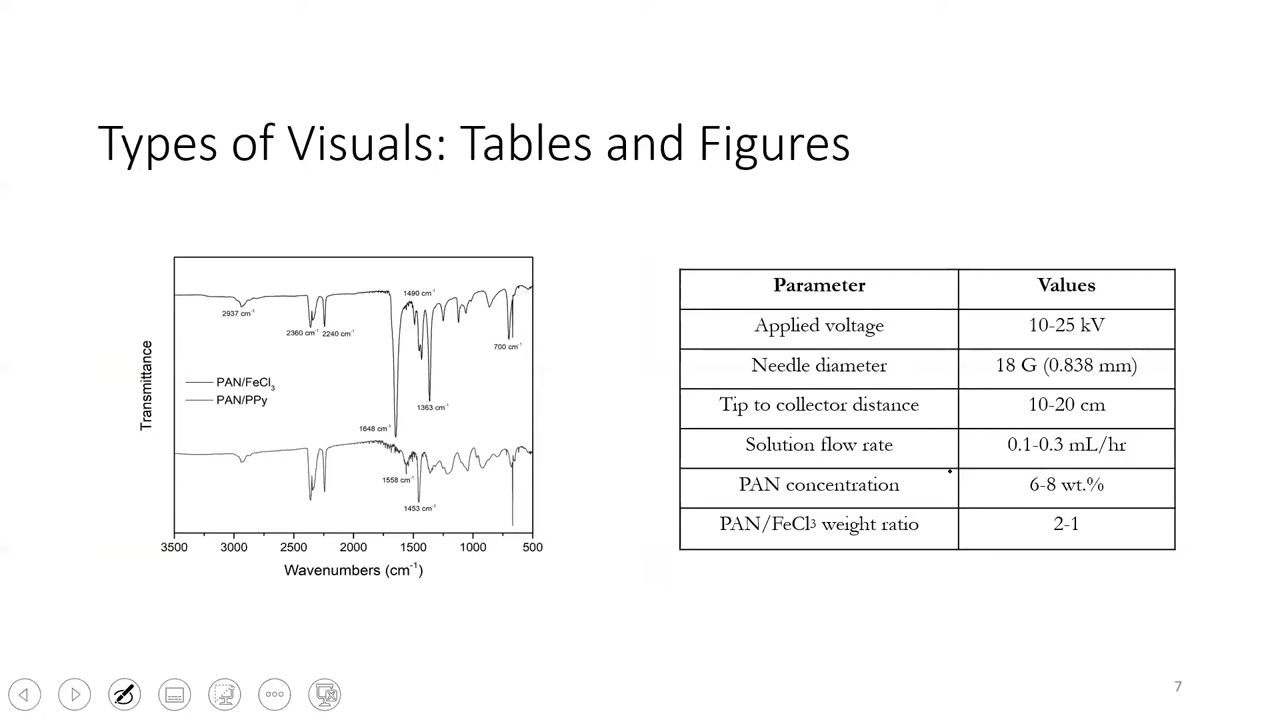 Types of Visuals: Tables and Figures
1490 cm⁻¹
2937 cm⁻¹
2360 cm⁻¹ 2240 cm⁻¹
700 cm⁻¹
PAN/FeCl₃
PAN/PPy
1363 cm⁻¹
1648 cm⁻¹
1558 cm⁻¹
1453 cm⁻¹
Transmittance
3500 3000 2500 2000 1500 1000 500
Wavenumbers (cm⁻¹)
Parameter Values
Applied voltage 10-25 kV
Needle diameter 18 G (0.838 mm)
Tip to collector distance 10-20 cm
Solution flow rate 0.1-0.3 mL/hr
PAN concentration 6-8 wt.%
PAN/FeCl3 weight ratio 2-1
7